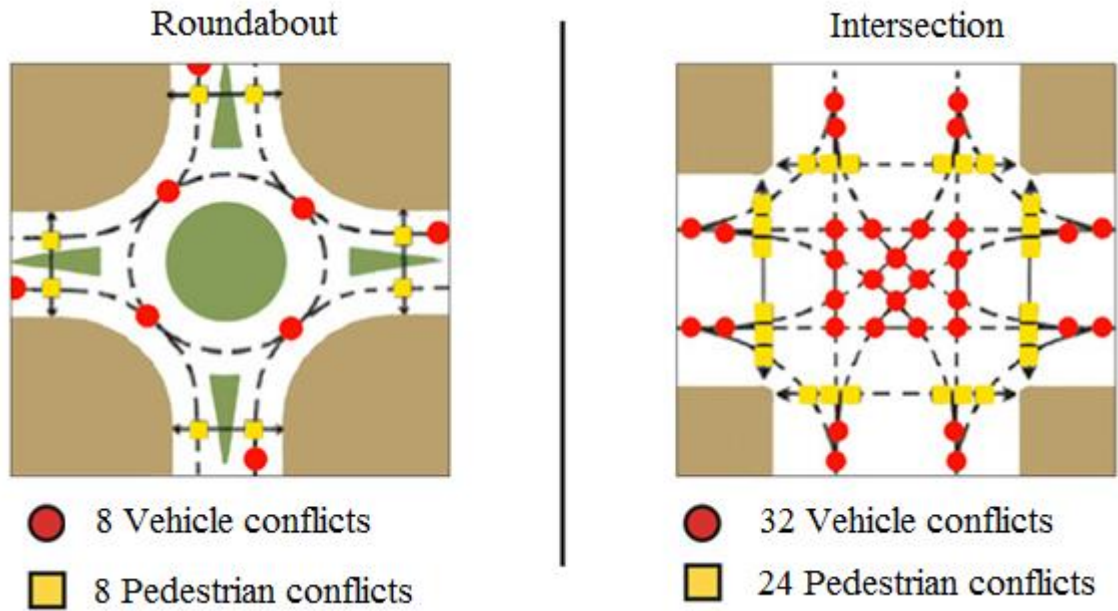 Roundabout
Intersection
8 Vehicle conflicts
8 Pedestrian conflicts
32 Vehicle conflicts
24 Pedestrian conflicts